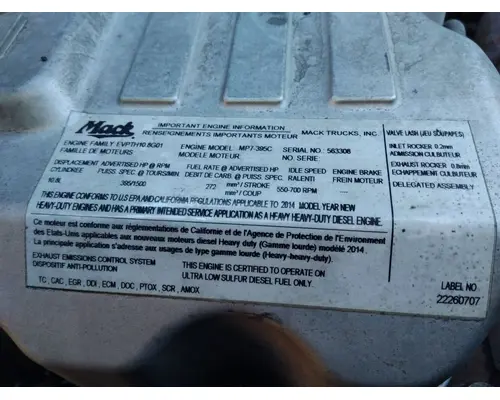 Mack
IMPORTANT ENGINE INFORMATION
RENSEIGNEMENTS IMPORTANTS MOTEUR
MACK TRUCKS, INC.
ENGINE FAMILY EVPTH10.8G01
FAMILLE DE MOTEURS
ENGINE MODEL MP7-395C
MODELE MOTEUR:
SERIAL NO: 563308
NO. SERIE:
DISPLACEMENT
CYLINDREE
10.8L
ADVERTISED HP @ RPM
PUISS. SPEC. @ TOURS/MIN
395/1500
FUEL RATE @ ADVERTISED HP
DEBIT DE CARB. @ PUISS. SPEC
272 mm³ / STROKE
mm³ / COUP
IDLE SPEED
RALENTI
550-700 RPM
ENGINE BRAKE
FREIN MOTEUR
VALVE LASH (JEU SOUPAPES)
INLET ROCKER 0.2mm
ADMISSION CULBUTEUR
EXHAUST ROCKER 0.8mm
ECHAPPEMENT CULBUTEUR
DELEGATED ASSEMBLY
THIS ENGINE CONFORMS TO U.S EPA AND CALIFORNIA REGULATIONS APPLICABLE TO 2014 MODEL YEAR NEW
HEAVY-DUTY ENGINES AND HAS A PRIMARY INTENDED SERVICE APPLICATION AS A HEAVY HEAVY-DUTY DIESEL ENGINE.
Ce moteur est conforme aux réglementations de Californie et de l'Agence de Protection de l'Environment
des Etats-Unies applicables aux nouveaux moteurs diesel Heavy (Gamme lourde) modèle 2014.
La principale application s'adresse aux usages de type gamme lourde (Heavy-heavy-duty).
EXHAUST EMISSIONS CONTROL SYSTEM
DISPOSITIF ANTI-POLLUTION
THIS ENGINE IS CERTIFIED TO OPERATE ON
ULTRA LOW SULFUR DIESEL FUEL ONLY.
TC, CAC, EGR, DDI, ECM, DOC, PTOX, SCR, AMOX
LABEL NO
22260707